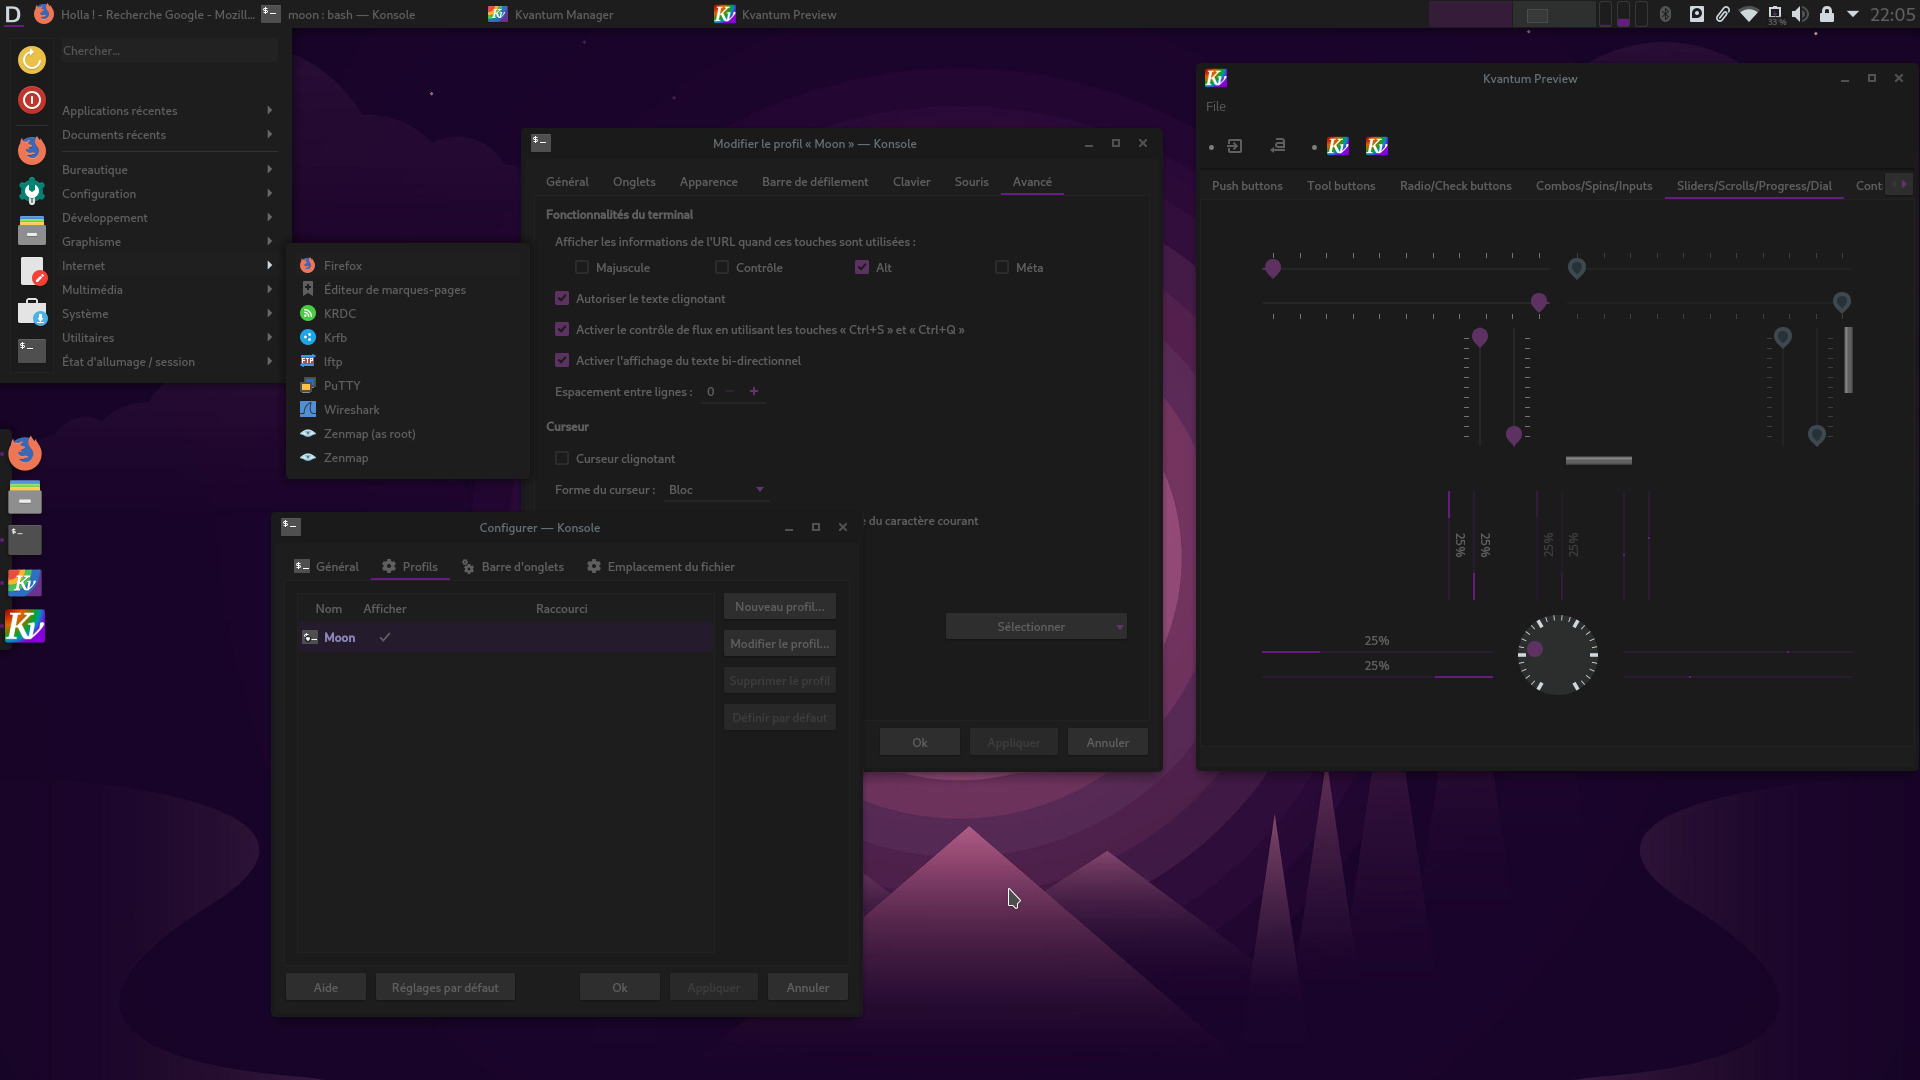 D
Holla ! - Recherche Google - Mozill...
moon : bash — Konsole
Kvantum Manager
Kvantum Preview
33 %
22:05
Chercher...
Applications récentes
Documents récents
Bureautique
Configuration
Développement
Graphisme
Internet
Multimédia
Système
Utilitaires
État d'allumage / session
Firefox
Éditeur de marques-pages
KRDC
Krfb
lftp
PuTTY
Wireshark
Zenmap (as root)
Zenmap
Modifier le profil « Moon » — Konsole
Général Onglets Apparence Barre de défilement Clavier Souris Avancé
Fonctionnalités du terminal
Afficher les informations de l'URL quand ces touches sont utilisées :
Majuscule Contrôle Alt Méta
Autoriser le texte clignotant
Activer le contrôle de flux en utilisant les touches « Ctrl+S » et « Ctrl+Q »
Activer l'affichage du texte bi-directionnel
Espacement entre lignes : 0 +
Curseur
Curseur clignotant
Forme du curseur : Bloc
du caractère courant
Sélectionner
Ok Appliquer Annuler
Configurer — Konsole
Général Profils Barre d'onglets Emplacement du fichier
Nom Afficher Raccourci
Moon
Nouveau profil...
Modifier le profil...
Supprimer le profil
Définir par défaut
Aide Réglages par défaut Ok Appliquer Annuler
Kvantum Preview
File
Push buttons Tool buttons Radio/Check buttons Combos/Spins/Inputs Sliders/Scrolls/Progress/Dial Cont
25% 25% 25% 25%
25%
25%